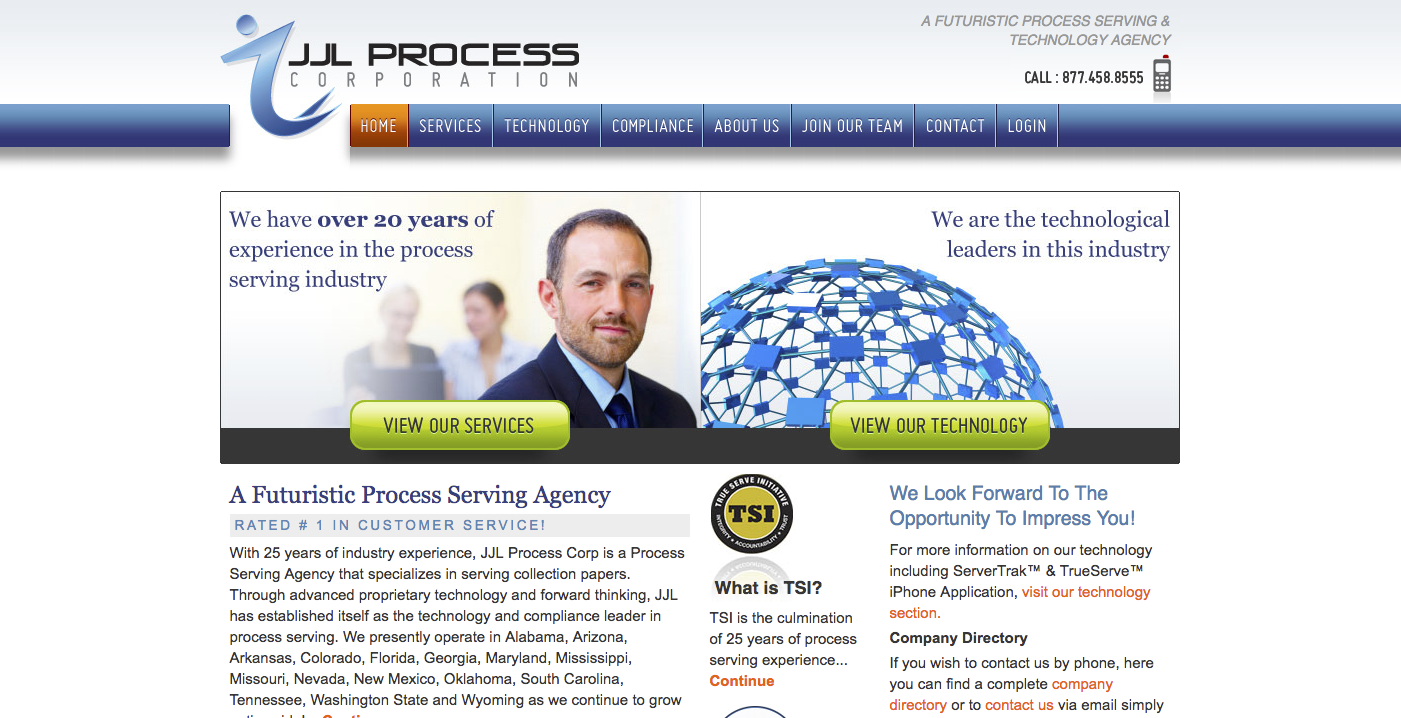 A FUTURISTIC PROCESS SERVING &
TECHNOLOGY AGENCY
JJL PROCESS
CORPORATION
CALL : 877.458.8555
HOME SERVICES TECHNOLOGY COMPLIANCE ABOUT US JOIN OUR TEAM CONTACT LOGIN
We have over 20 years of
experience in the process
serving industry
VIEW OUR SERVICES
We are the technological
leaders in this industry
VIEW OUR TECHNOLOGY
A Futuristic Process Serving Agency
RATED # 1 IN CUSTOMER SERVICE!
With 25 years of industry experience, JJL Process Corp is a Process
Serving Agency that specializes in serving collection papers.
Through advanced proprietary technology and forward thinking, JJL
has established itself as the technology and compliance leader in
process serving. We presently operate in Alabama, Arizona,
Arkansas, Colorado, Florida, Georgia, Maryland, Mississippi,
Missouri, Nevada, New Mexico, Oklahoma, South Carolina,
Tennessee, Washington State and Wyoming as we continue to grow
TRUE SERVE INITIATIVE
TSI
INTEGRITY • ACCOUNTABILITY • TRUST
What is TSI?
TSI is the culmination
of 25 years of process
serving experience...
Continue
We Look Forward To The
Opportunity To Impress You!
For more information on our technology
including ServerTrak™ & TrueServe™
iPhone Application, visit our technology
section.
Company Directory
If you wish to contact us by phone, here
you can find a complete company
directory or to contact us via email simply